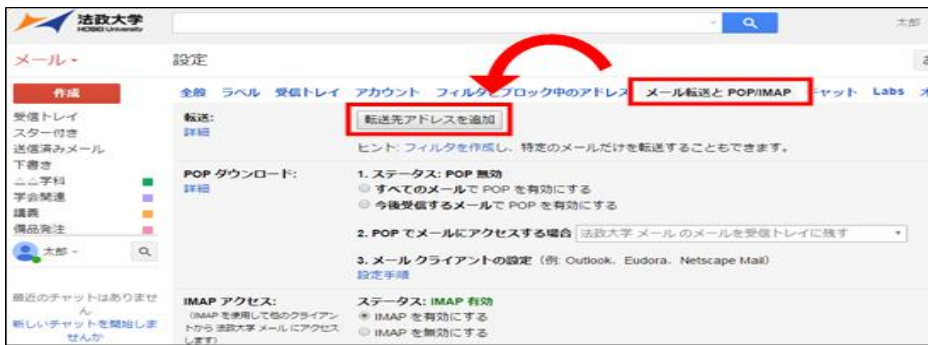 法政大学
HOSEI University
太郎
メール
設定
作成
全般 ラベル 受信トレイ アカウント フィルタとブロック中のアドレス メール転送と POP/IMAP チャット Labs
受信トレイ
スター付き
送信済みメール
下書き
△△学科
学会関連
講義
備品発注
太郎
最近のチャットはありませ
ん
新しいチャットを開始しま
せんか
転送:
詳細
転送先アドレスを追加
ヒント: フィルタを作成し、特定のメールだけを転送することもできます。
POP ダウンロード:
詳細
1. ステータス: POP 無効
すべてのメールで POP を有効にする
今後受信するメールで POP を有効にする
2. POP でメールにアクセスする場合 法政大学 メール のメールを受信トレイに残す
3. メール クライアントの設定（例: Outlook、Eudora、Netscape Mail）
設定手順
IMAP アクセス:
（IMAP を使用して他のクライアン
トから 法政大学 メール にアクセス
します）
ステータス: IMAP 有効
IMAP を有効にする
IMAP を無効にする